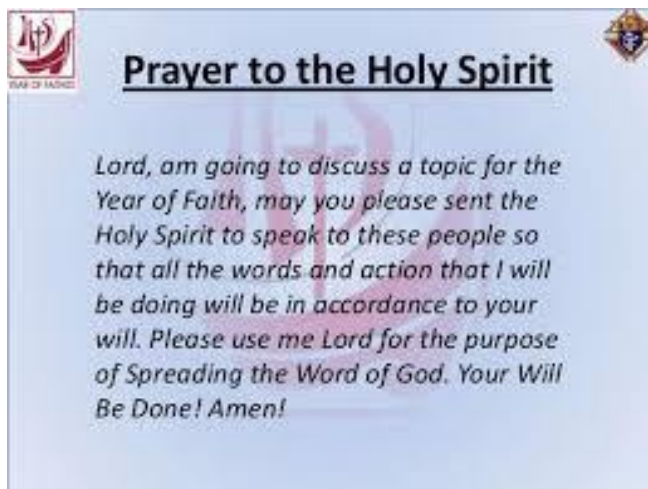 Prayer to the Holy Spirit
Lord, am going to discuss a topic for the
Year of Faith, may you please sent the
Holy Spirit to speak to these people so
that all the words and action that I will
be doing will be in accordance to your
will. Please use me Lord for the purpose
of Spreading the Word of God. Your Will
Be Done! Amen!